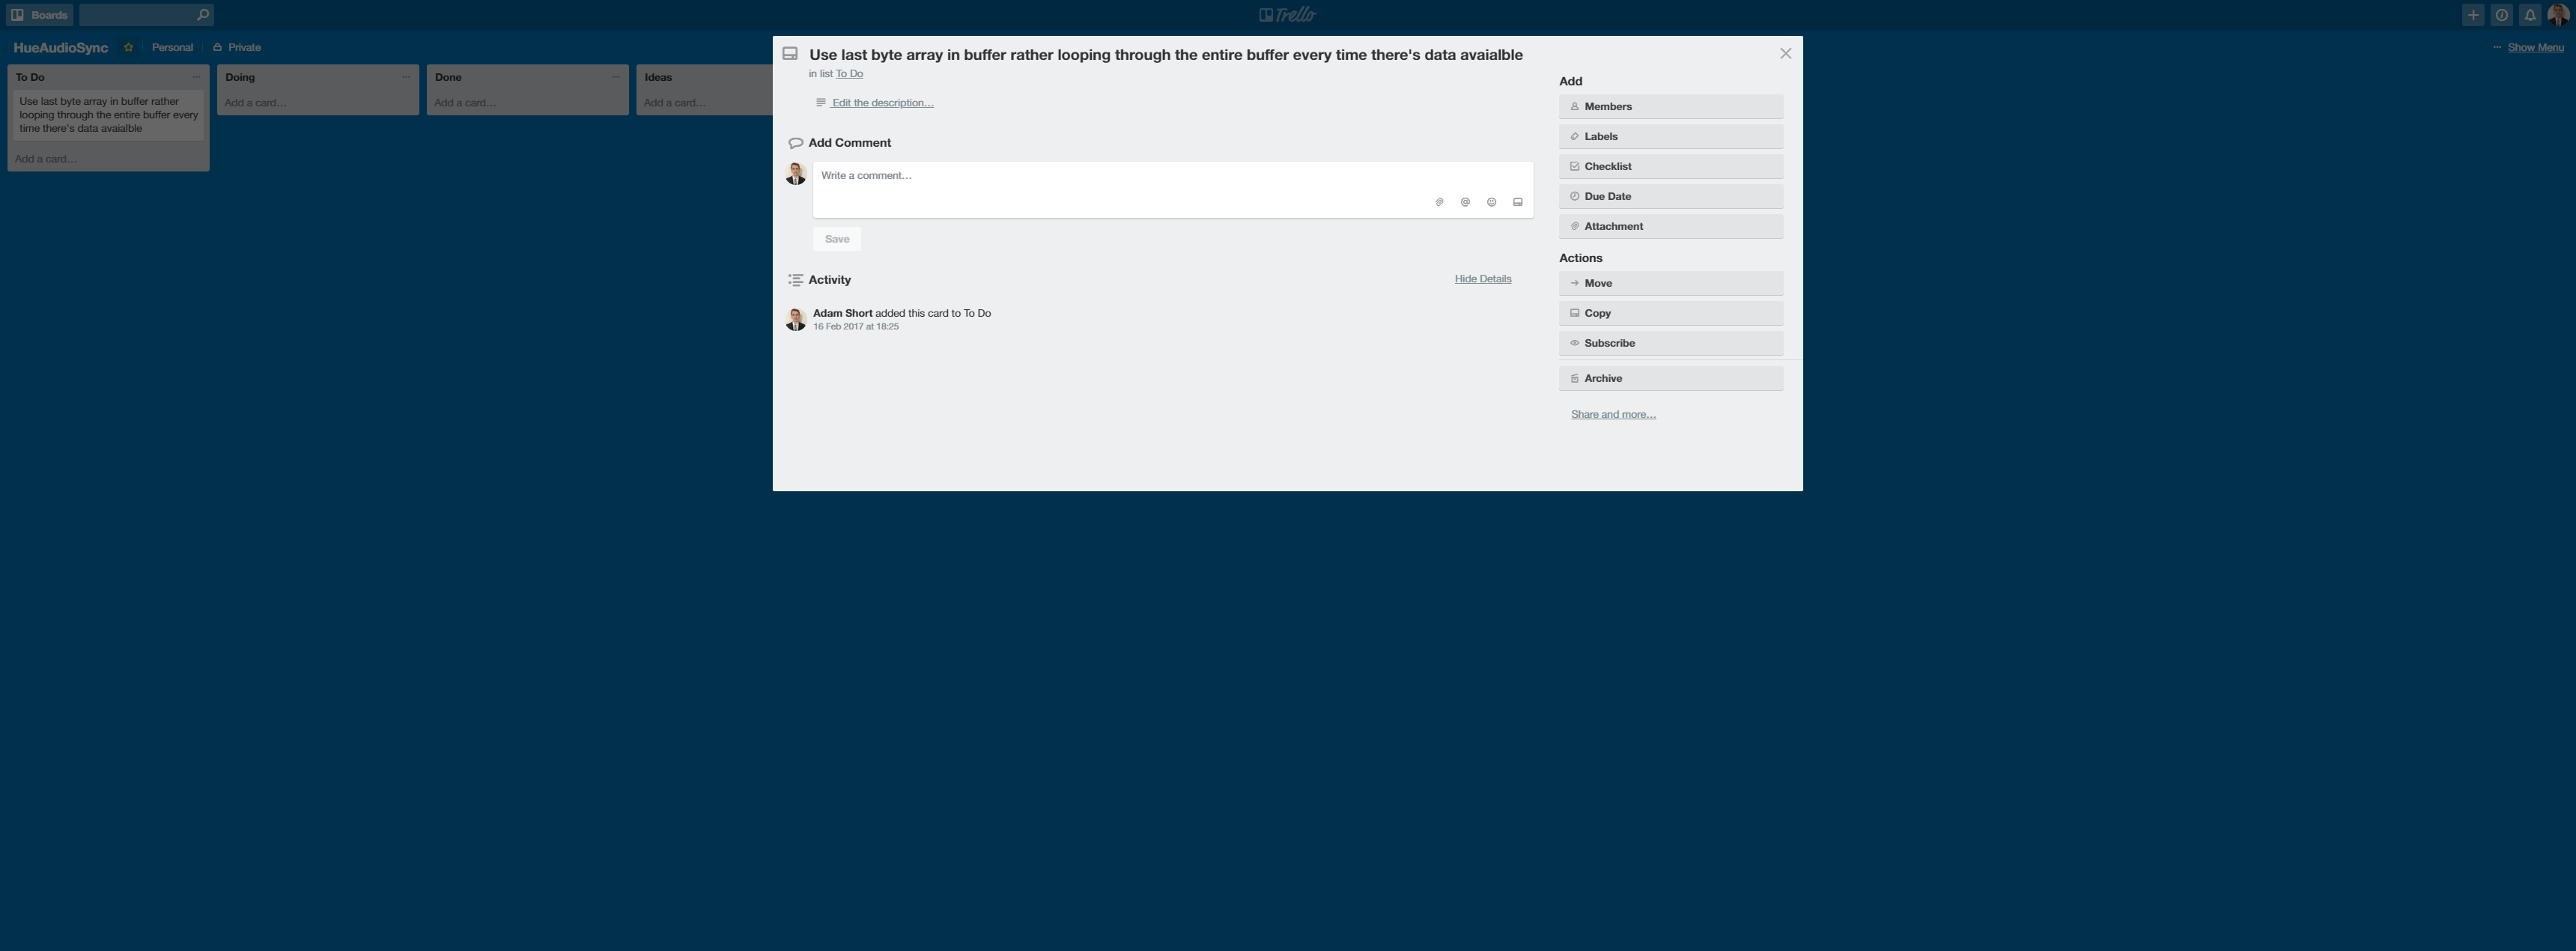 Boards
Trello
HueAudioSync
Personal
Private
Show Menu
To Do
Use last byte array in buffer rather
looping through the entire buffer every
time there's data avaialble
Add a card…
Doing
Add a card…
Done
Add a card…
Ideas
Add a card…
Use last byte array in buffer rather looping through the entire buffer every time there's data avaialble
in list To Do
Edit the description…
Add Comment
Write a comment…
Save
Activity
Hide Details
Adam Short added this card to To Do
16 Feb 2017 at 18:25
Add
Members
Labels
Checklist
Due Date
Attachment
Actions
Move
Copy
Subscribe
Archive
Share and more…